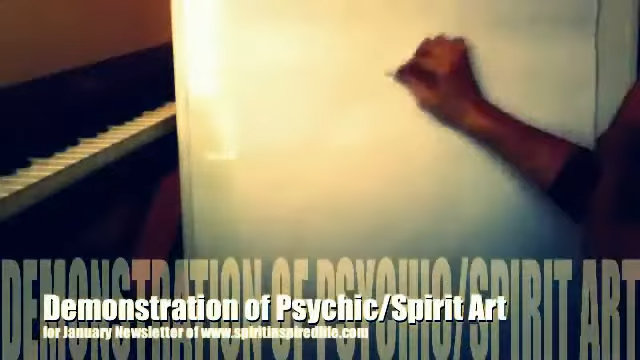 DEMONSTRATION OF PSYCHIC/SPIRIT ART
Demonstration of Psychic/Spirit Art
for January Newsletter of www.spiritinspiredlife.com